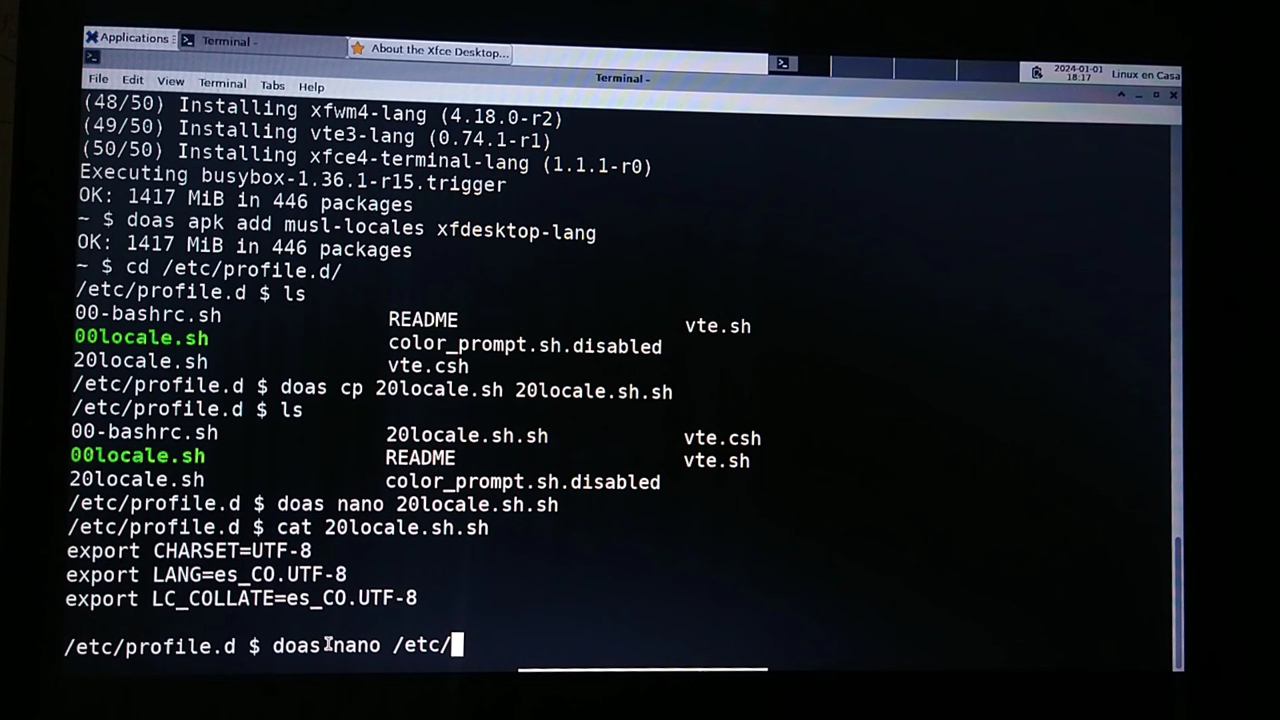 Applications
Terminal -
About the Xfce Desktop...
2024-01-01
18:17
Linux en Casa
Terminal -
File Edit View Terminal Tabs Help
(48/50) Installing xfwm4-lang (4.18.0-r2)
(49/50) Installing vte3-lang (0.74.1-r1)
(50/50) Installing xfce4-terminal-lang (1.1.1-r0)
Executing busybox-1.36.1-r15.trigger
OK: 1417 MiB in 446 packages
~ $ doas apk add musl-locales xfdesktop-lang
OK: 1417 MiB in 446 packages
~ $ cd /etc/profile.d/
/etc/profile.d $ ls
00-bashrc.sh README vte.sh
00locale.sh color_prompt.sh.disabled
20locale.sh vte.csh
/etc/profile.d $ doas cp 20locale.sh 20locale.sh.sh
/etc/profile.d $ ls
00-bashrc.sh 20locale.sh.sh vte.csh
00locale.sh README vte.sh
20locale.sh color_prompt.sh.disabled
/etc/profile.d $ doas nano 20locale.sh.sh
/etc/profile.d $ cat 20locale.sh.sh
export CHARSET=UTF-8
export LANG=es_CO.UTF-8
export LC_COLLATE=es_CO.UTF-8
/etc/profile.d $ doas nano /etc/